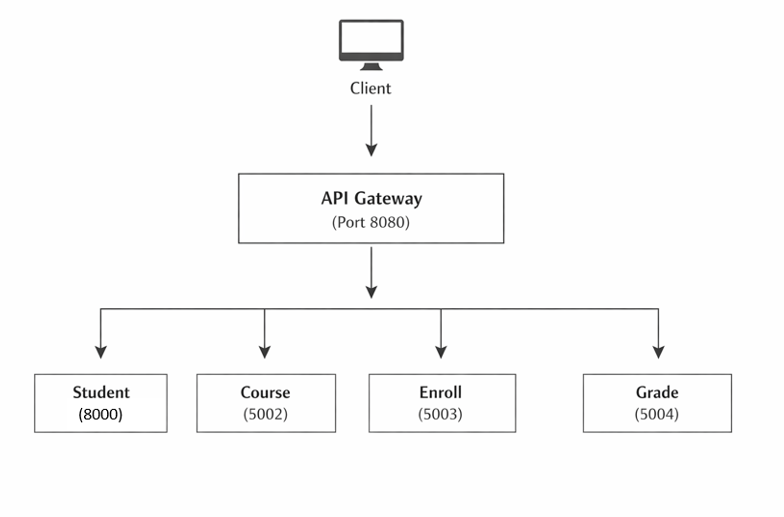 Client
API Gateway
(Port 8080)
Student
(8000)
Course
(5002)
Enroll
(5003)
Grade
(5004)